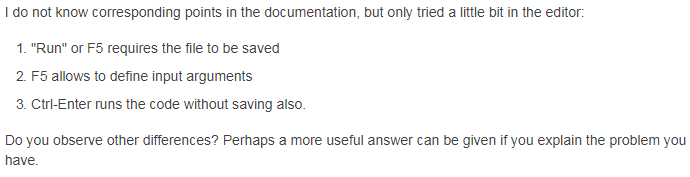 I do not know corresponding points in the documentation, but only tried a little bit in the editor:
1. "Run" or F5 requires the file to be saved
2. F5 allows to define input arguments
3. Ctrl-Enter runs the code without saving also.
Do you observe other differences? Perhaps a more useful answer can be given if you explain the problem you
have.